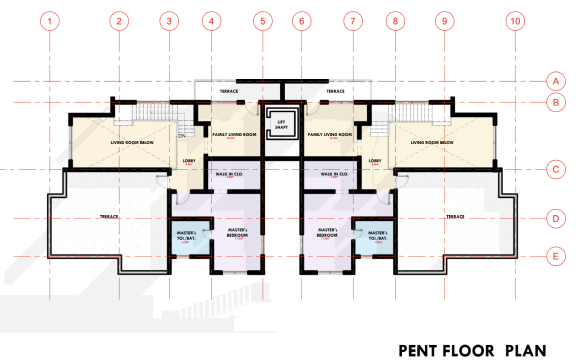 1 2 3 4 5 6 7 8 9 10
A
TERRACE TERRACE
B
LIFT
SHAFT
DN
FAMILY LIVING ROOM FAMILY LIVING ROOM
LIVING ROOM BELOW LIVING ROOM BELOW
LOBBY LOBBY
C
WALK IN CLO. WALK IN CLO.
TERRACE TERRACE
D
MASTER's
TOI./BAT.
MASTER's
BEDROOM
MASTER's
BEDROOM
MASTER's
TOI./BAT.
E
PENT FLOOR PLAN